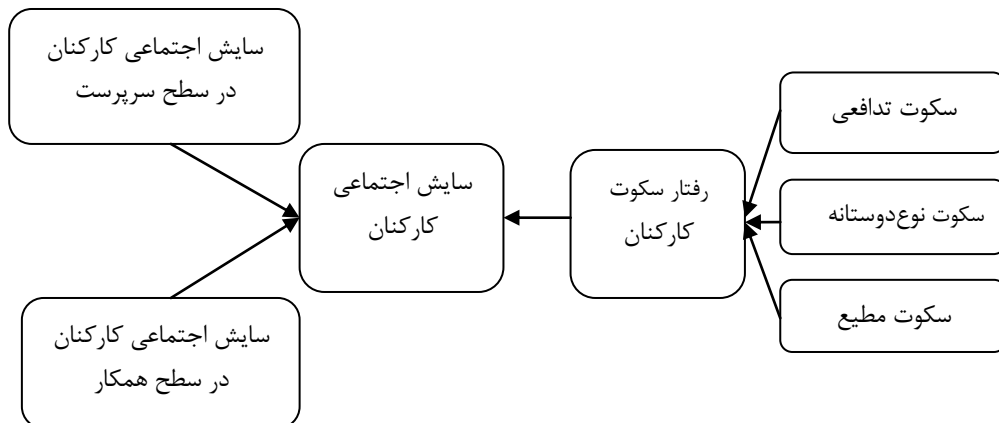 سکوت تدافعی
سکوت نوع‌دوستانه
سکوت مطیع
رفتار سکوت
کارکنان
سایش اجتماعی
کارکنان
سایش اجتماعی کارکنان
در سطح سرپرست
سایش اجتماعی کارکنان
در سطح همکار